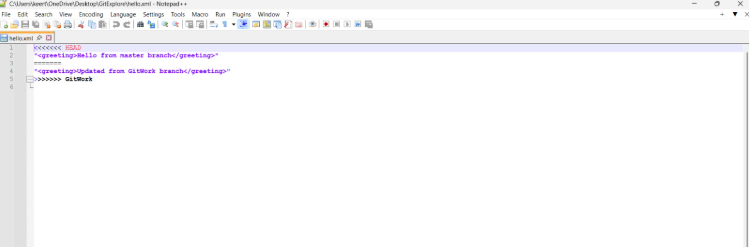 C:\Users\keert\OneDrive\Desktop\GitExplore\hello.xml - Notepad++
File Edit Search View Encoding Language Settings Tools Macro Run Plugins Window ?
hello.xml
1 <<<<<<< HEAD
2 "<greeting>Hello from master branch</greeting>"
3 =======
4 "<greeting>Updated from GitWork branch</greeting>"
5 >>>>>>> GitWork
6